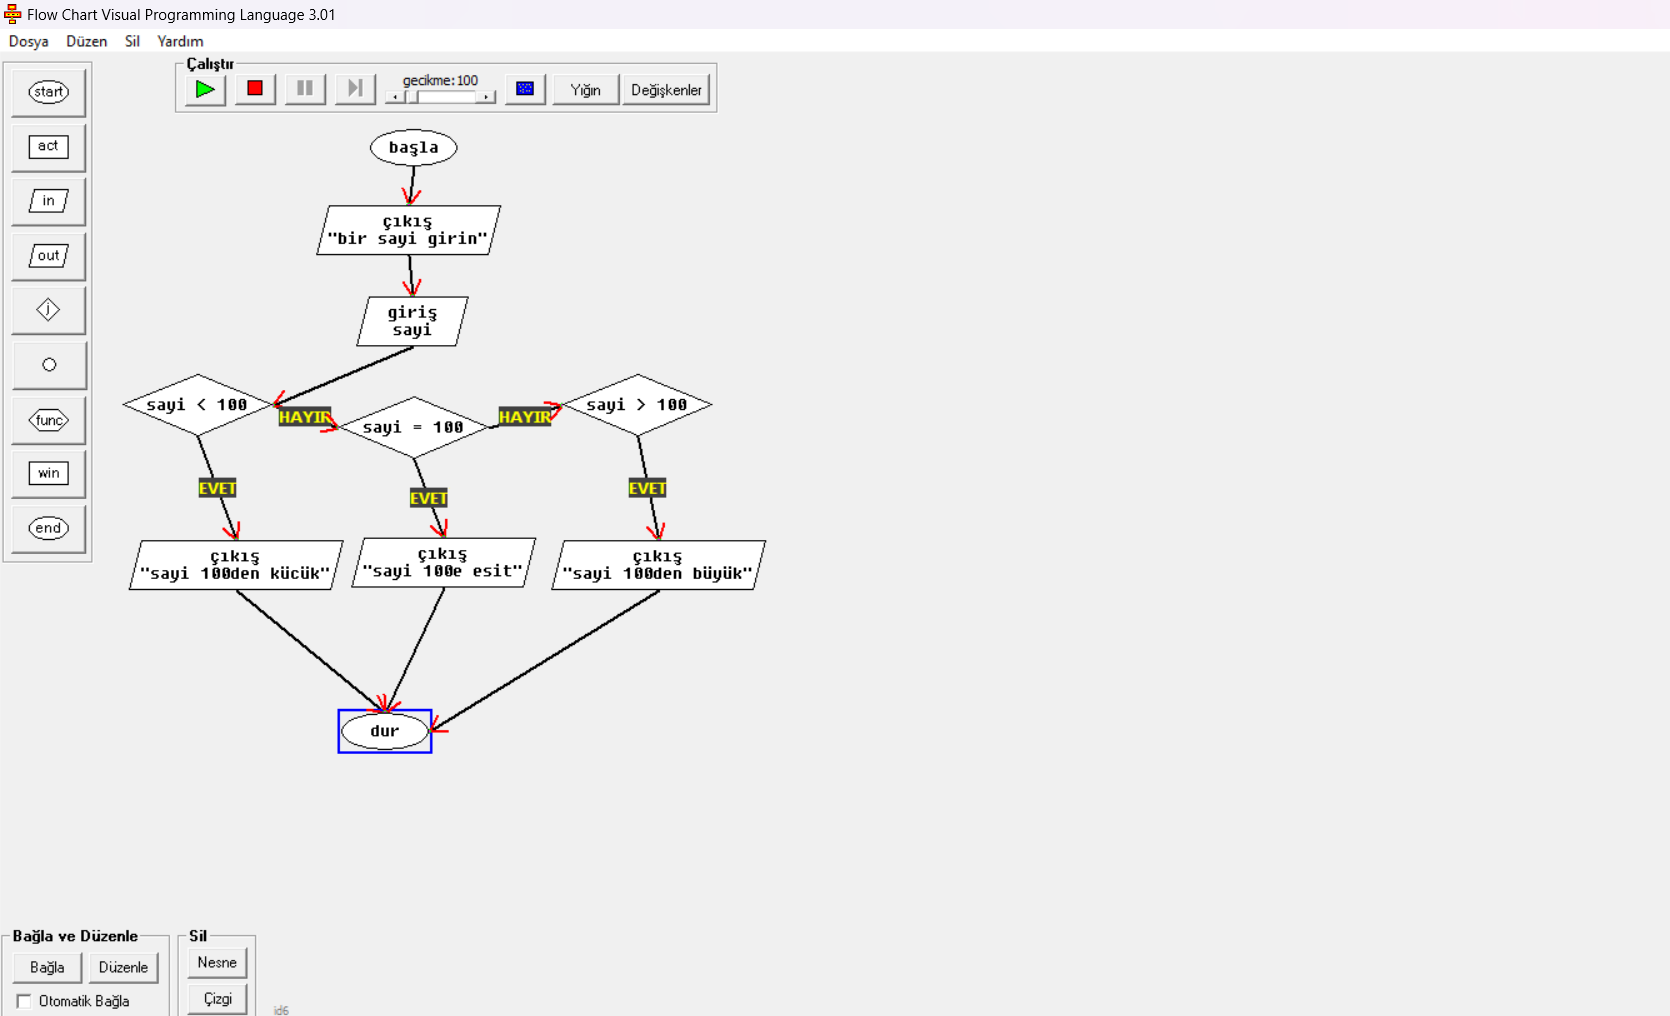 Flow Chart Visual Programming Language 3.01
Dosya Düzen Sil Yardım
Çalıştır
gecikme:100
Yığın
Değişkenler
start
act
in
out
j
func
win
end
başla
çıkış
"bir sayi girin"
giriş
sayi
sayi < 100
HAYIR
sayi = 100
HAYIR
sayi > 100
EVET
EVET
EVET
çıkış
"sayi 100den kücük"
çıkış
"sayi 100e esit"
çıkış
"sayi 100den büyük"
dur
Bağla ve Düzenle
Bağla
Düzenle
Otomatik Bağla
Sil
Nesne
Çizgi
id6